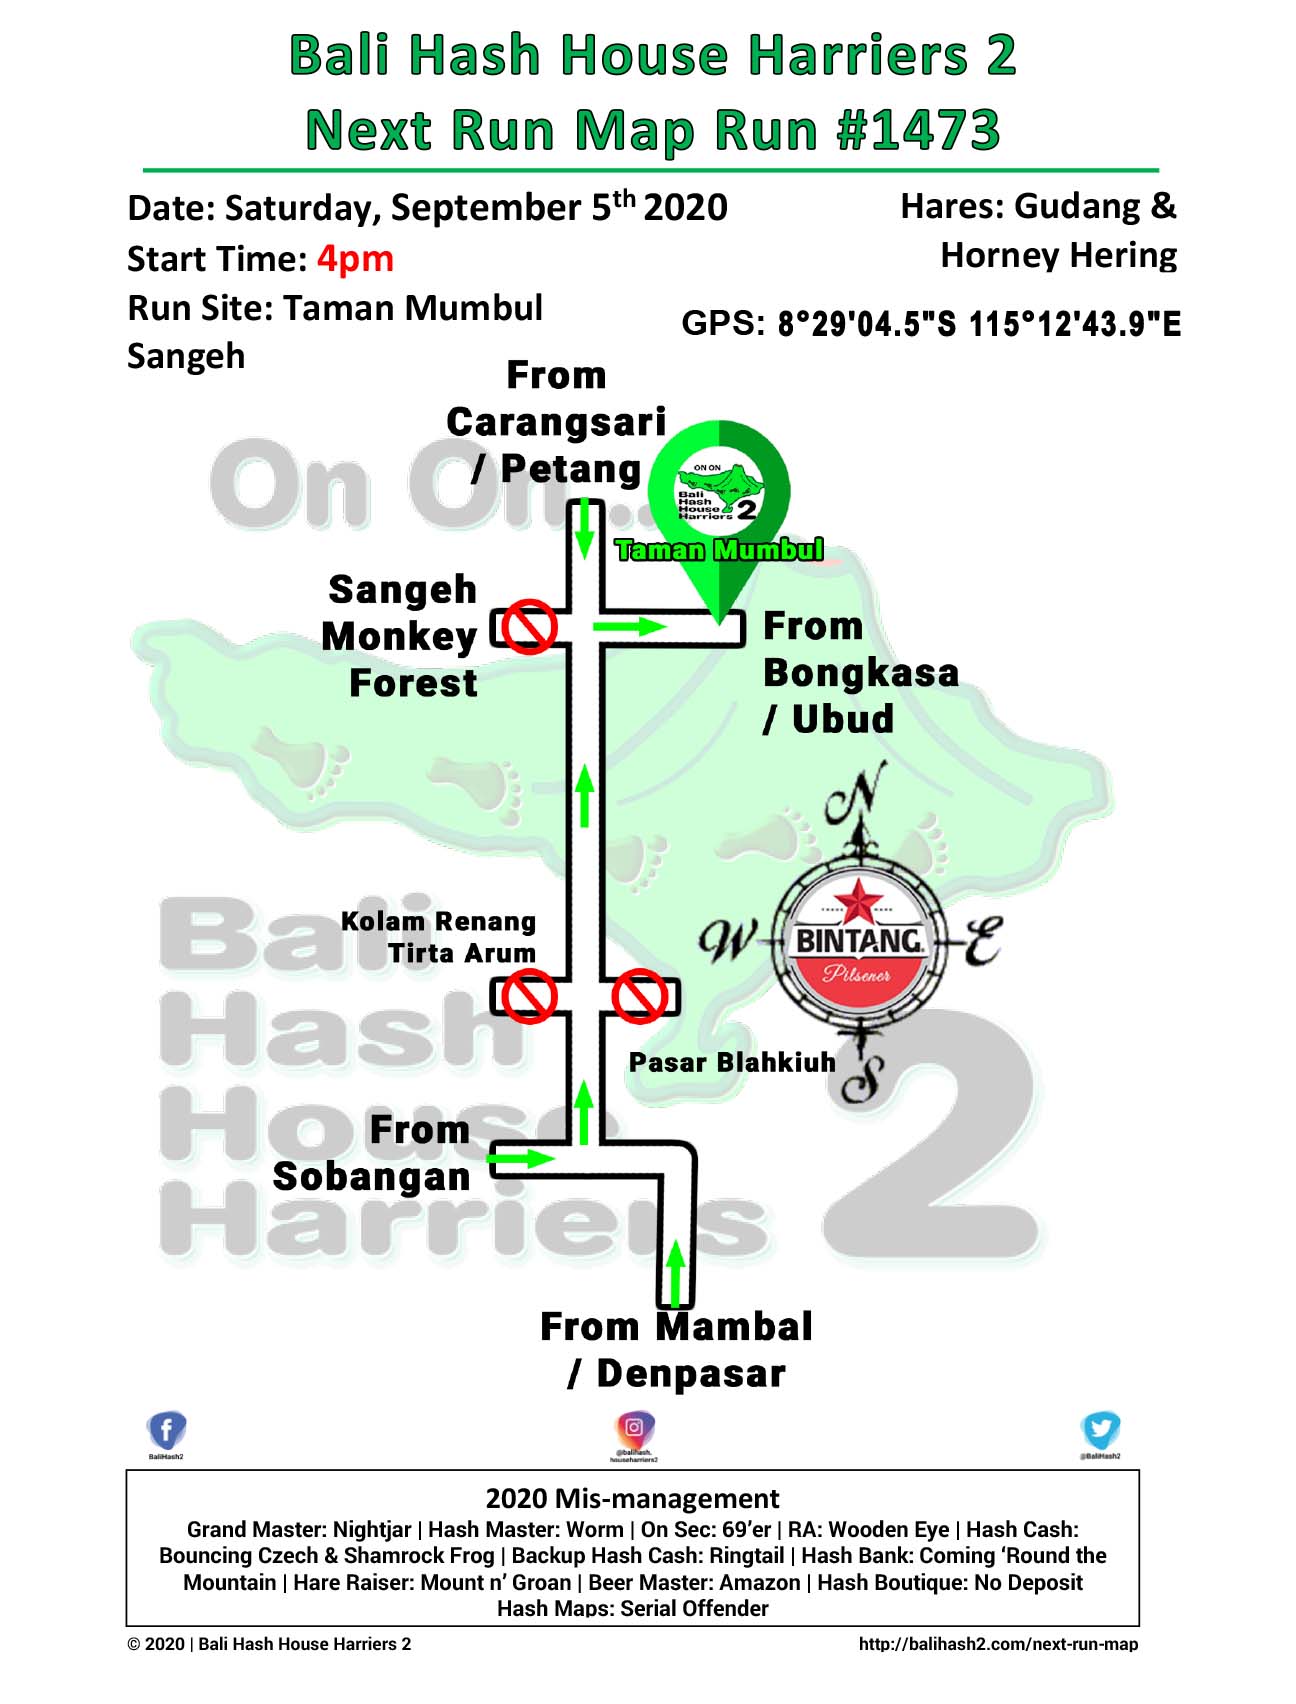 Bali Hash House Harriers 2
Next Run Map Run #1473
Date: Saturday, September 5th 2020
Start Time: 4pm
Run Site: Taman Mumbul
Sangeh
Hares: Gudang &
Horney Hering
GPS: 8°29'04.5"S 115°12'43.9"E
From
Carangsari
/ Petang
On On...
ON ON
Bali
Hash
House
Harriers 2
Taman Mumbul
Sangeh
Monkey
Forest
From
Bongkasa
/ Ubud
N
W
E
S
TRADE MARK
BINTANG
Pilsener
Kolam Renang
Tirta Arum
Pasar Blahkiuh
Bali
Hash
House
Harriers 2
From
Sobangan
From Mambal
/ Denpasar
BaliHash2
@balihash.
househarriers2
@BaliHash2
2020 Mis-management
Grand Master: Nightjar | Hash Master: Worm | On Sec: 69’er | RA: Wooden Eye | Hash Cash:
Bouncing Czech & Shamrock Frog | Backup Hash Cash: Ringtail | Hash Bank: Coming ‘Round the
Mountain | Hare Raiser: Mount n’ Groan | Beer Master: Amazon | Hash Boutique: No Deposit
Hash Maps: Serial Offender
© 2020 | Bali Hash House Harriers 2
http://balihash2.com/next-run-map